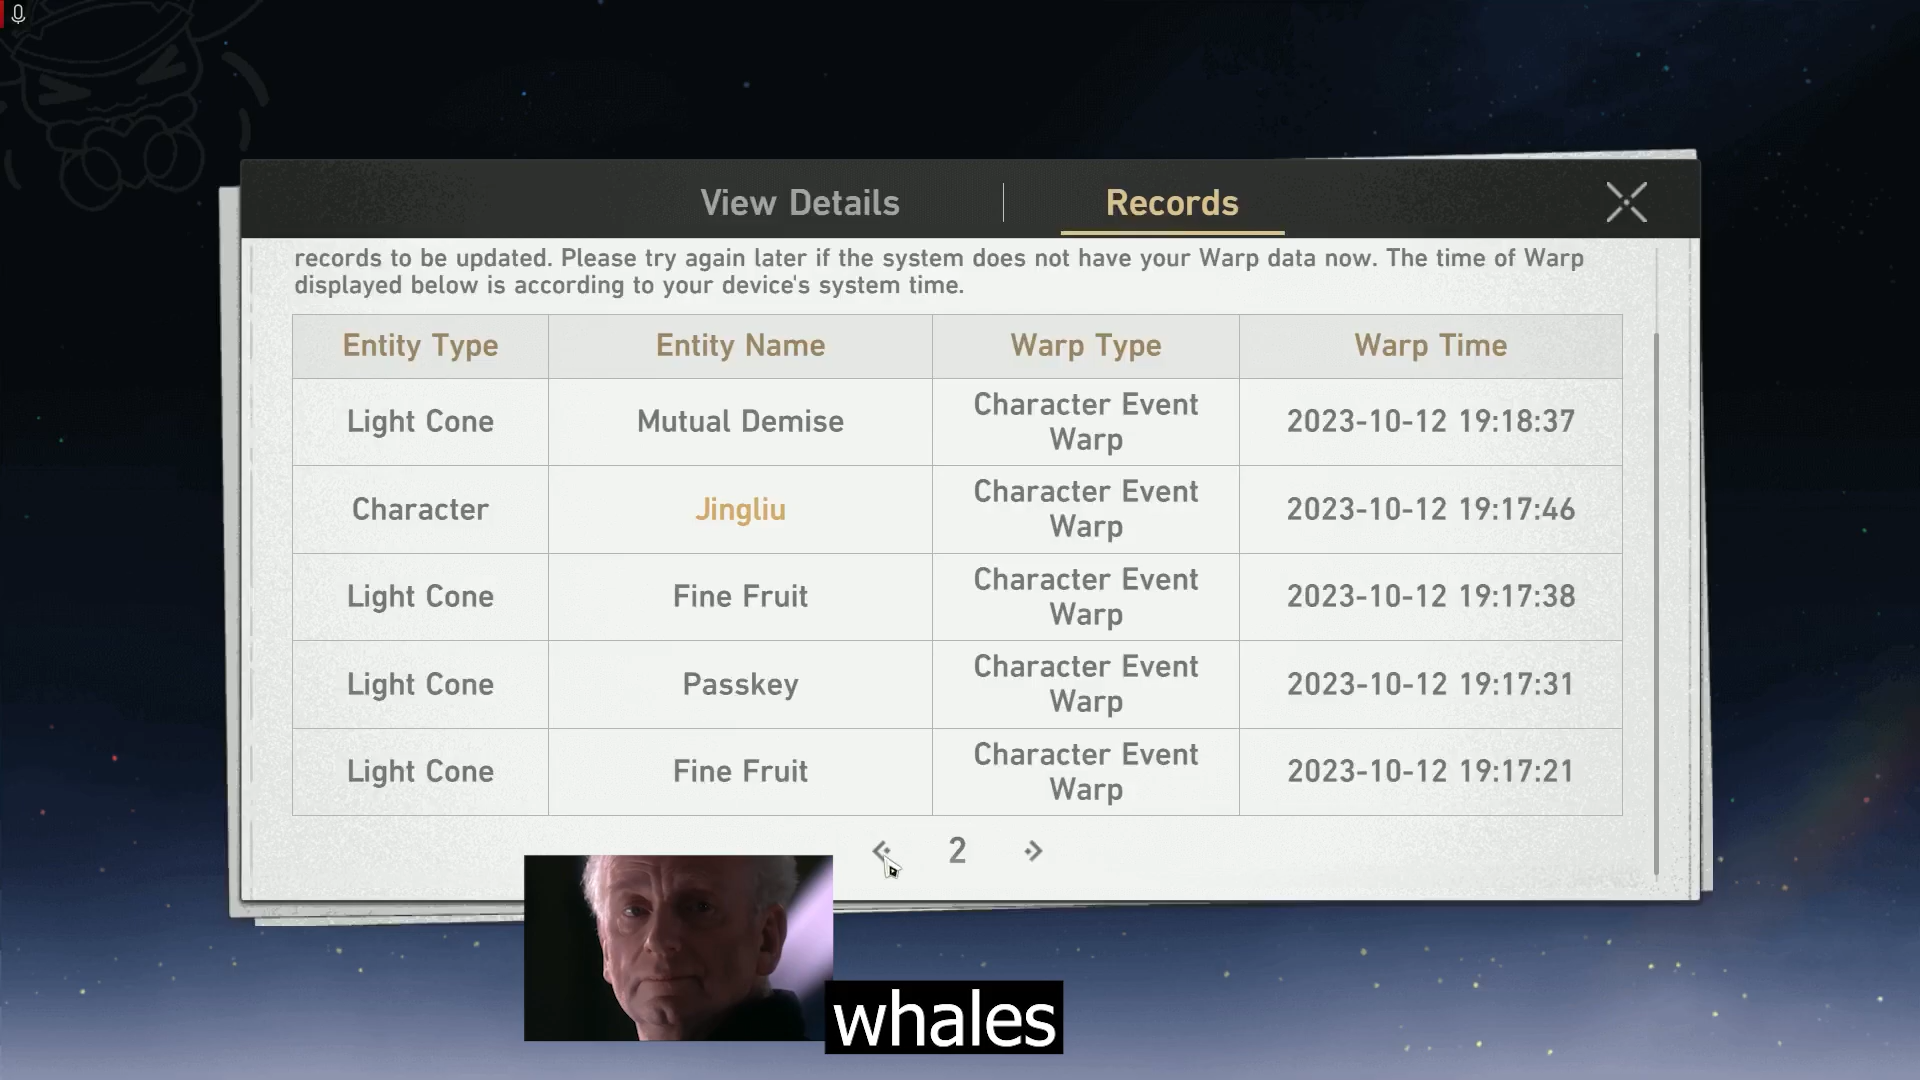 View Details
Records
records to be updated. Please try again later if the system does not have your Warp data now. The time of Warp
displayed below is according to your device's system time.
Entity Type Entity Name Warp Type Warp Time
Light Cone Mutual Demise Character Event Warp 2023-10-12 19:18:37
Character Jingliu Character Event Warp 2023-10-12 19:17:46
Light Cone Fine Fruit Character Event Warp 2023-10-12 19:17:38
Light Cone Passkey Character Event Warp 2023-10-12 19:17:31
Light Cone Fine Fruit Character Event Warp 2023-10-12 19:17:21
2
whales